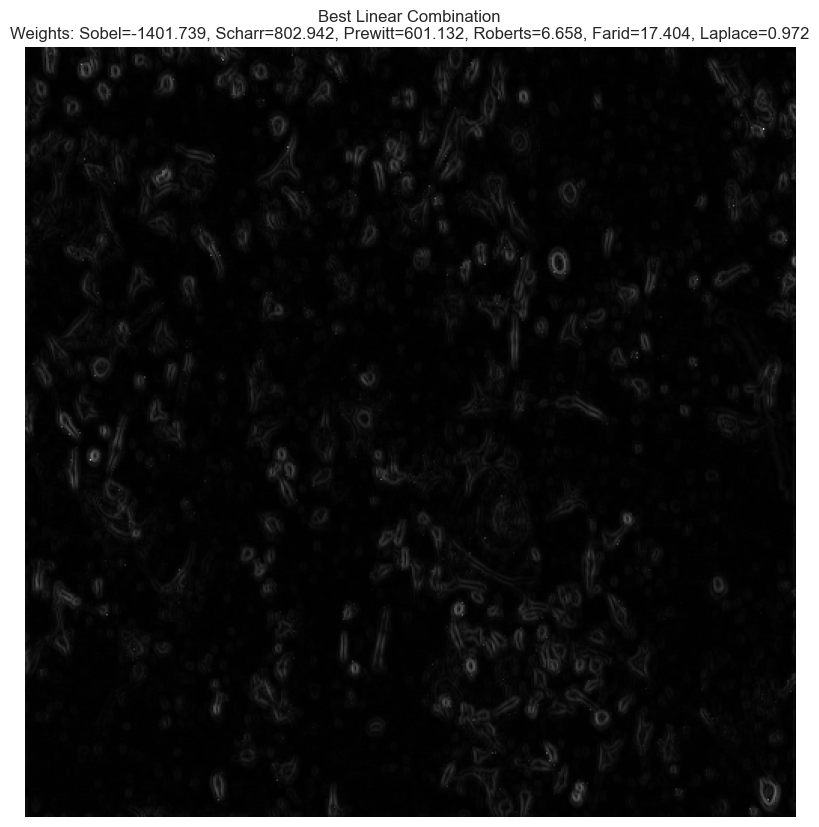 Best Linear Combination
Weights: Sobel=-1401.739, Scharr=802.942, Prewitt=601.132, Roberts=6.658, Farid=17.404, Laplace=0.972